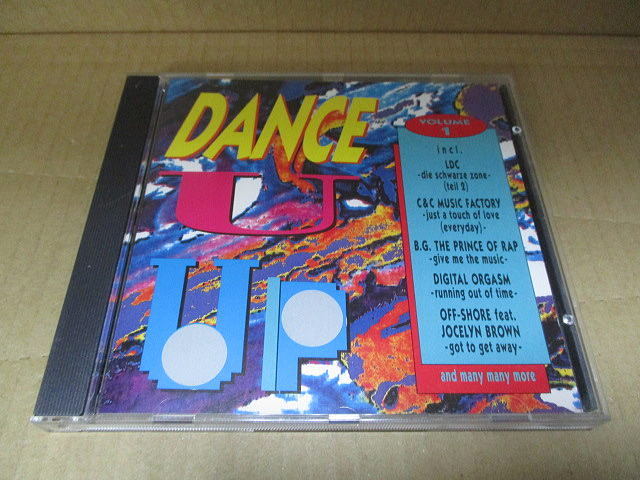 DANCE
U
Up
VOLUME
1
incl.
LDC
-die schwarze zone-
(teil 2)
C&C MUSIC FACTORY
-just a touch of love
(everyday)-
B.G. THE PRINCE OF RAP
-give me the music-
DIGITAL ORGASM
-running out of time-
OFF-SHORE feat.
JOCELYN BROWN
-got to get away-
and many many more